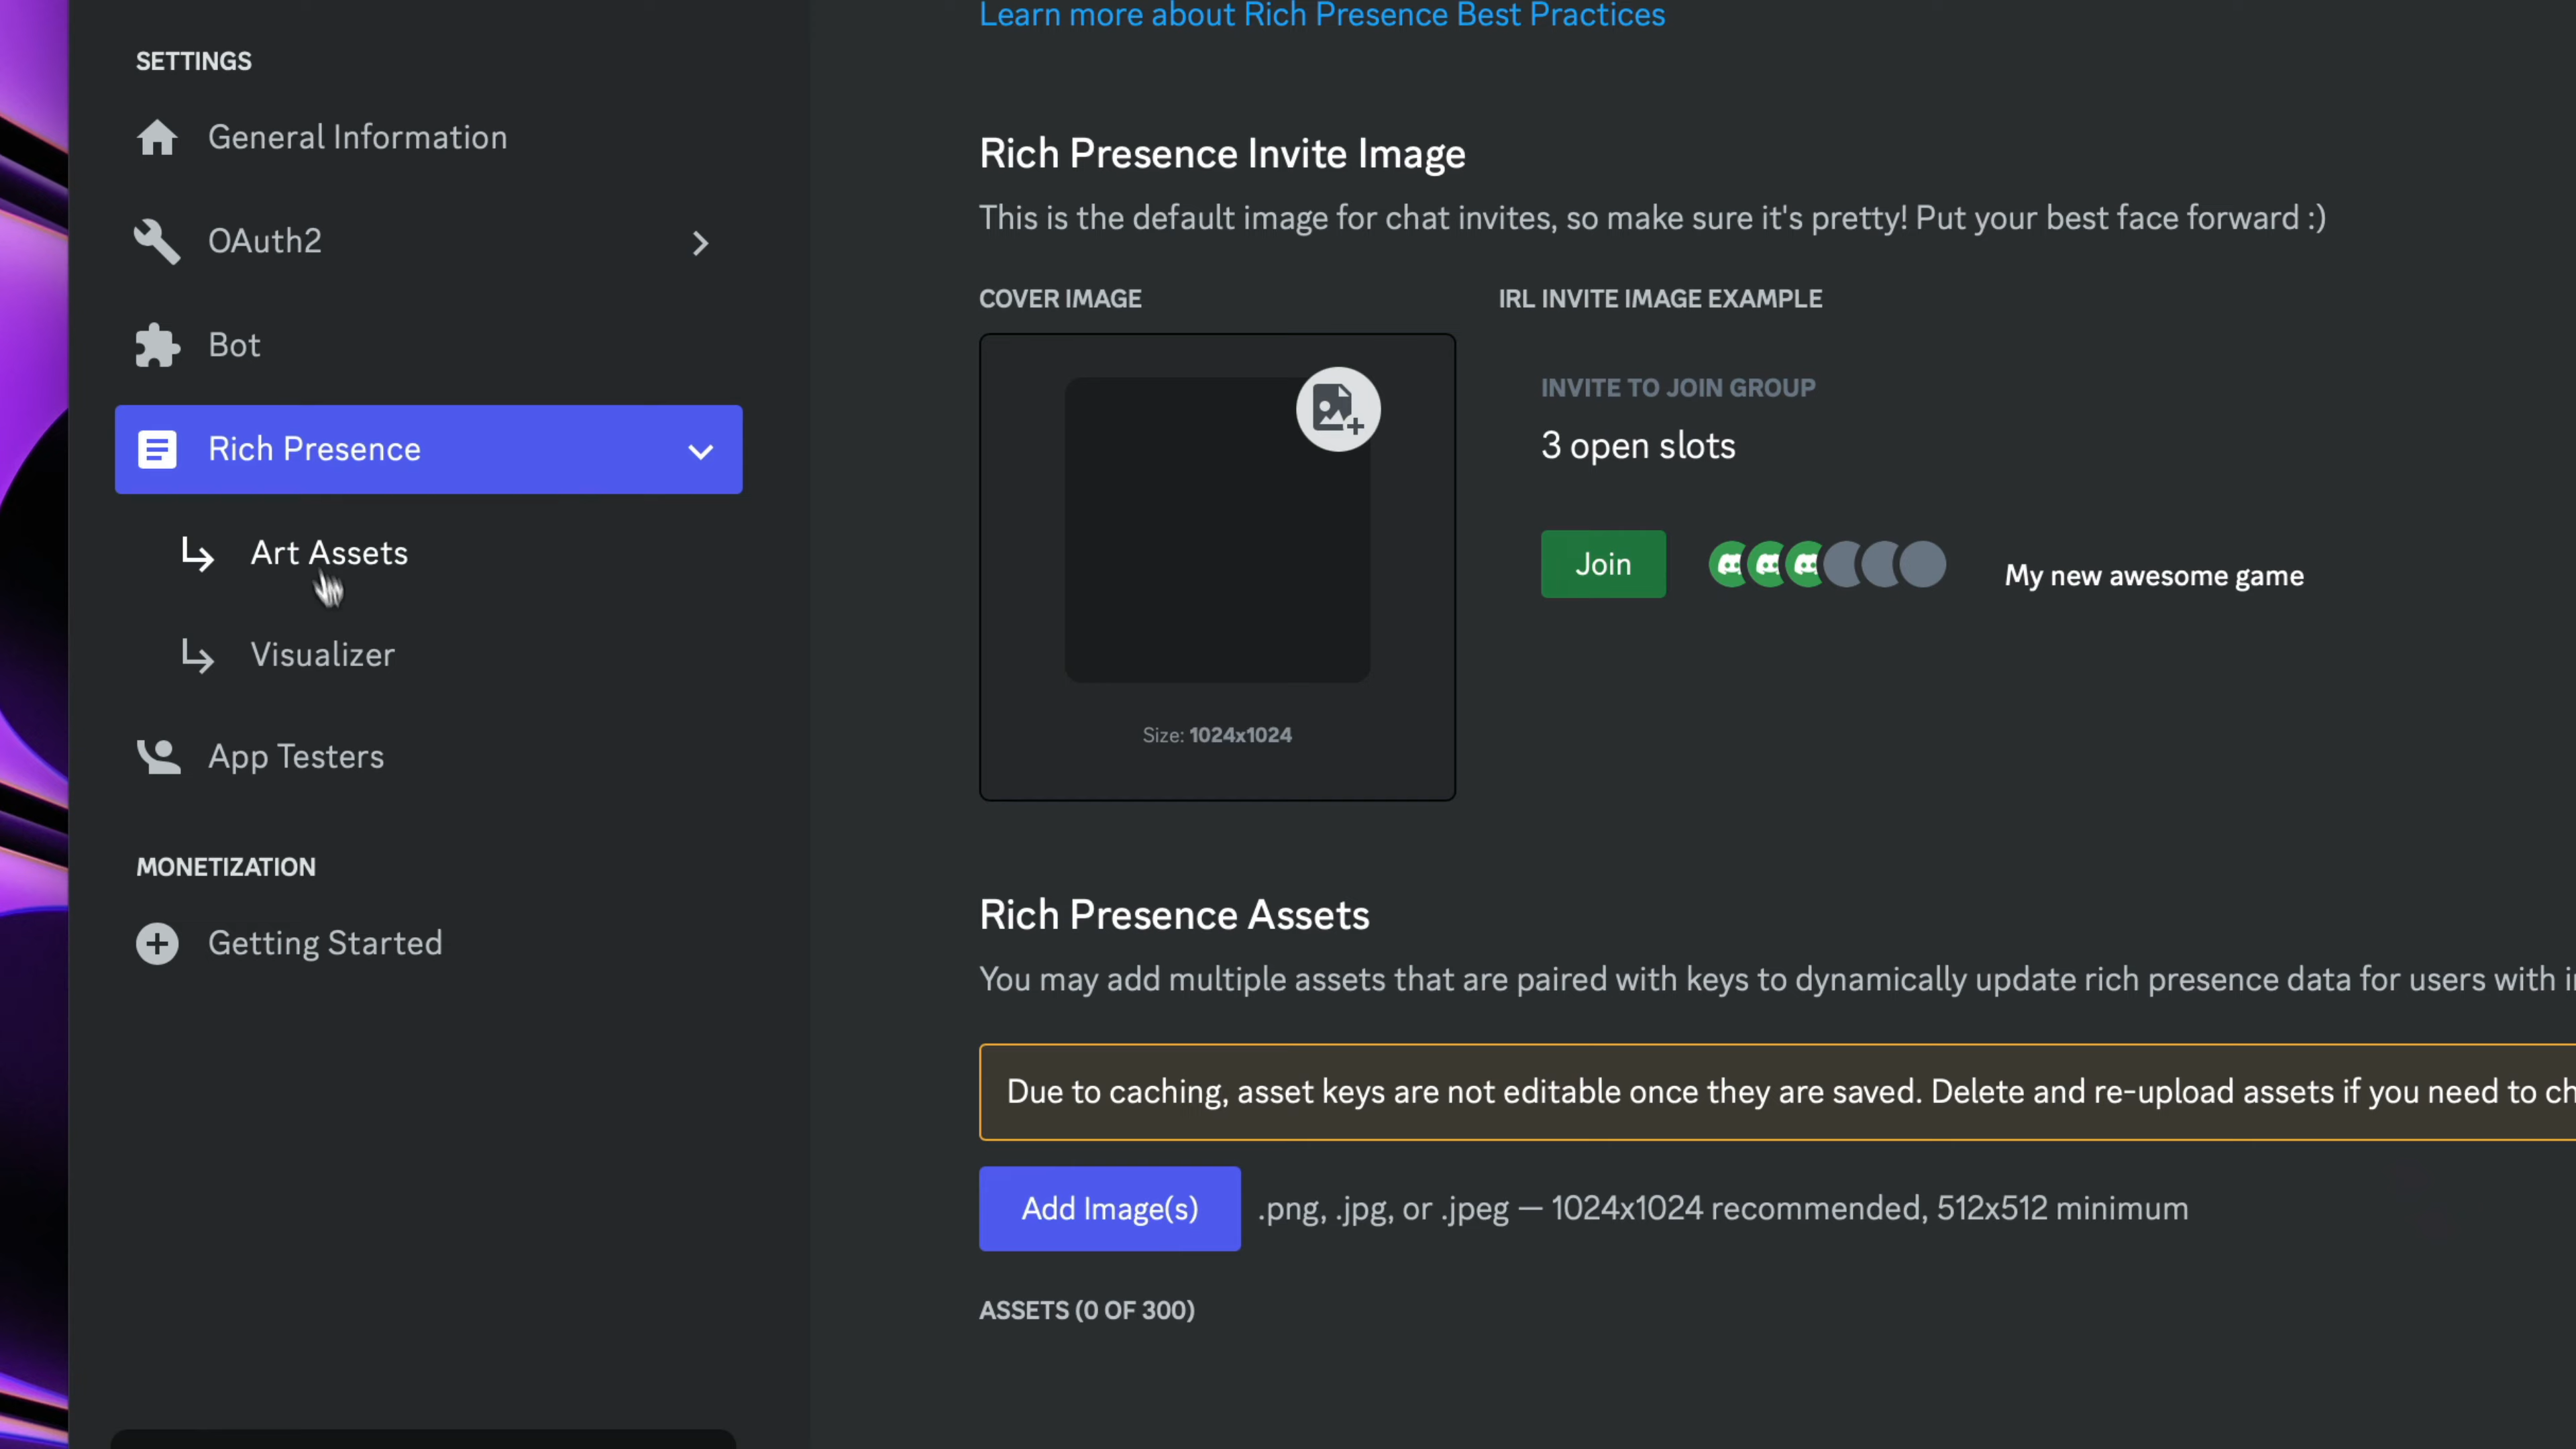 Learn more about Rich Presence Best Practices
SETTINGS
General Information
OAuth2
Bot
Rich Presence
Art Assets
Visualizer
App Testers
MONETIZATION
Getting Started
Rich Presence Invite Image
This is the default image for chat invites, so make sure it's pretty! Put your best face forward :)
COVER IMAGE
Size: 1024x1024
IRL INVITE IMAGE EXAMPLE
INVITE TO JOIN GROUP
3 open slots
Join
My new awesome game
Rich Presence Assets
You may add multiple assets that are paired with keys to dynamically update rich presence data for users with
Due to caching, asset keys are not editable once they are saved. Delete and re-upload assets if you need to
Add Image(s)
.png, .jpg, or .jpeg — 1024x1024 recommended, 512x512 minimum
ASSETS (0 OF 300)